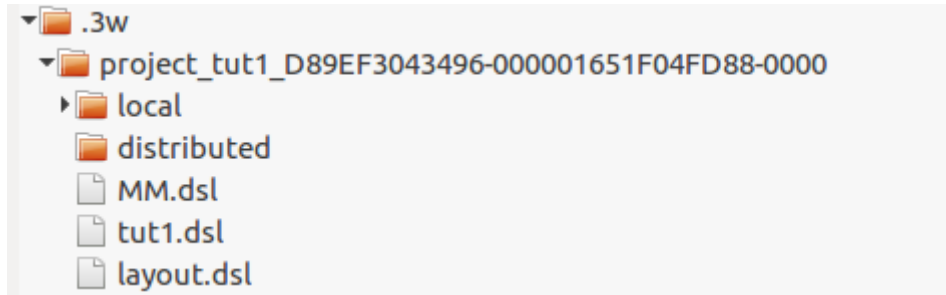 .3w
project_tut1_D89EF3043496-000001651F04FD88-0000
local
distributed
MM.dsl
tut1.dsl
layout.dsl